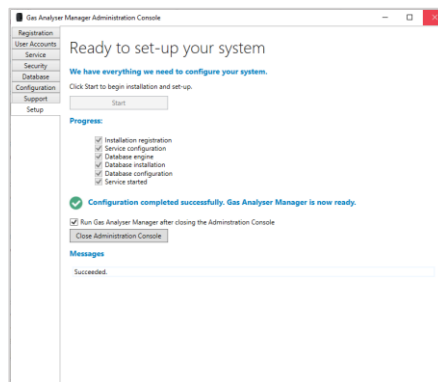 Gas Analyser Manager Administration Console
Registration
User Accounts
Service
Security
Database
Configuration
Support
Setup
Ready to set-up your system
We have everything we need to configure your system.
Click Start to begin installation and set-up.
Start
Progress:
Installation registration
Service configuration
Database engine
Database installation
Database configuration
Service started
Configuration completed successfully. Gas Analyser Manager is now ready.
Run Gas Analyser Manager after closing the Adminstration Console
Close Administration Console
Messages
Succeeded.